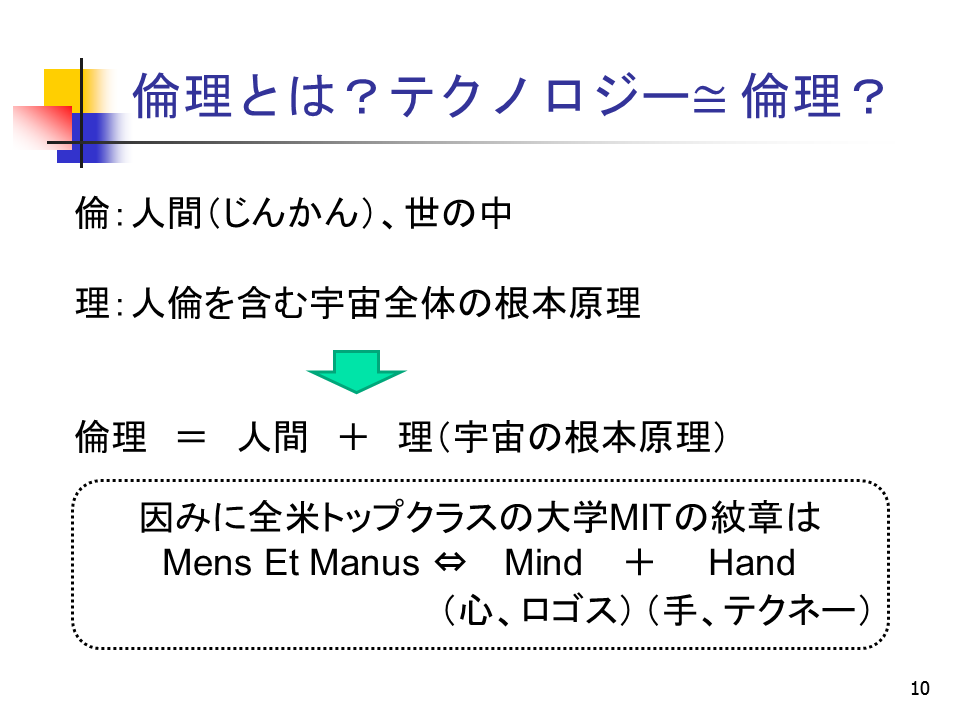 倫理とは？テクノロジー≅ 倫理？
倫：人間（じんかん）、世の中
理：人倫を含む宇宙全体の根本原理
倫理　＝　人間　＋　理（宇宙の根本原理）
因みに全米トップクラスの大学MITの紋章は
Mens Et Manus ⇔　Mind　＋　Hand
（心、ロゴス）（手、テクネー）
10